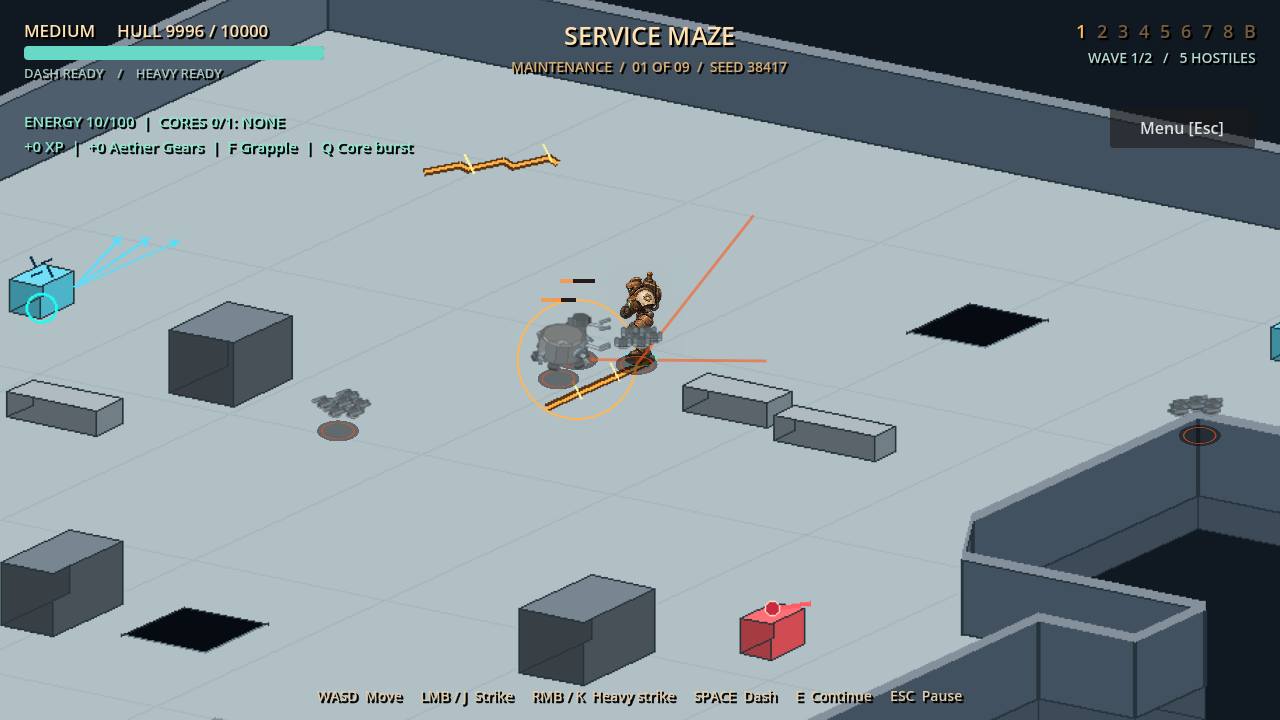 MEDIUM HULL 9996 / 10000
DASH READY / HEAVY READY
ENERGY 10/100 | CORES 0/1: NONE
+0 XP | +0 Aether Gears | F Grapple | Q Core burst
SERVICE MAZE
MAINTENANCE / 01 OF 09 / SEED 38417
1 2 3 4 5 6 7 8 B
WAVE 1/2 / 5 HOSTILES
Menu [Esc]
WASD Move LMB / J Strike RMB / K Heavy strike SPACE Dash E Continue ESC Pause